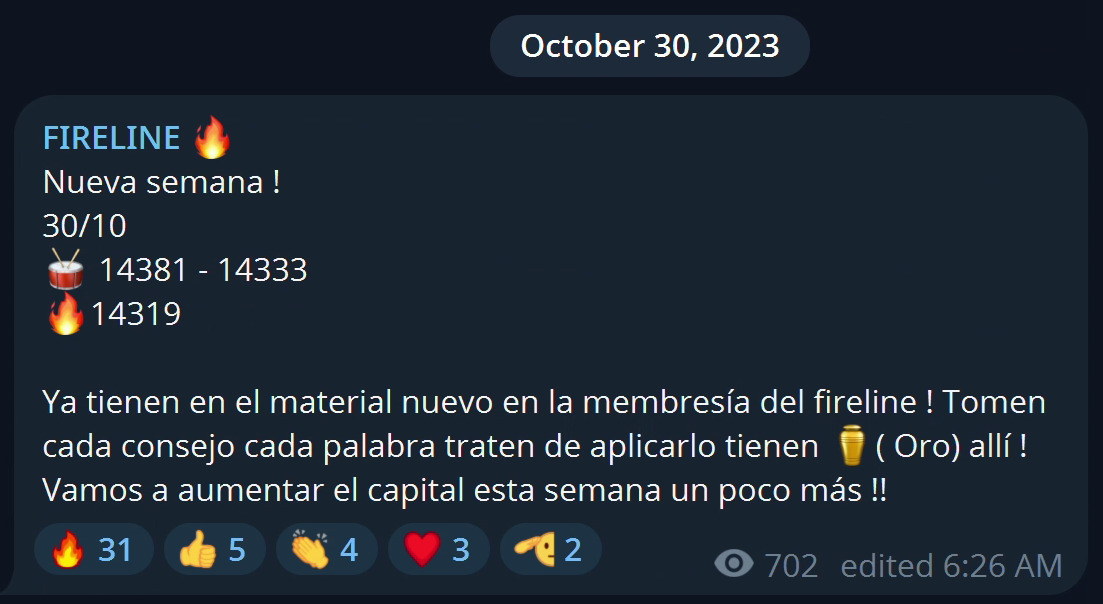 October 30, 2023
FIRELINE 🔥
Nueva semana !
30/10
🥁 14381 - 14333
🔥14319
Ya tienen en el material nuevo en la membresía del fireline ! Tomen
cada consejo cada palabra traten de aplicarlo tienen ⚱️ ( Oro) allí !
Vamos a aumentar el capital esta semana un poco más !!
🔥 31 👍 5 👏 4 ❤️ 3 🫡 2
702 edited 6:26 AM